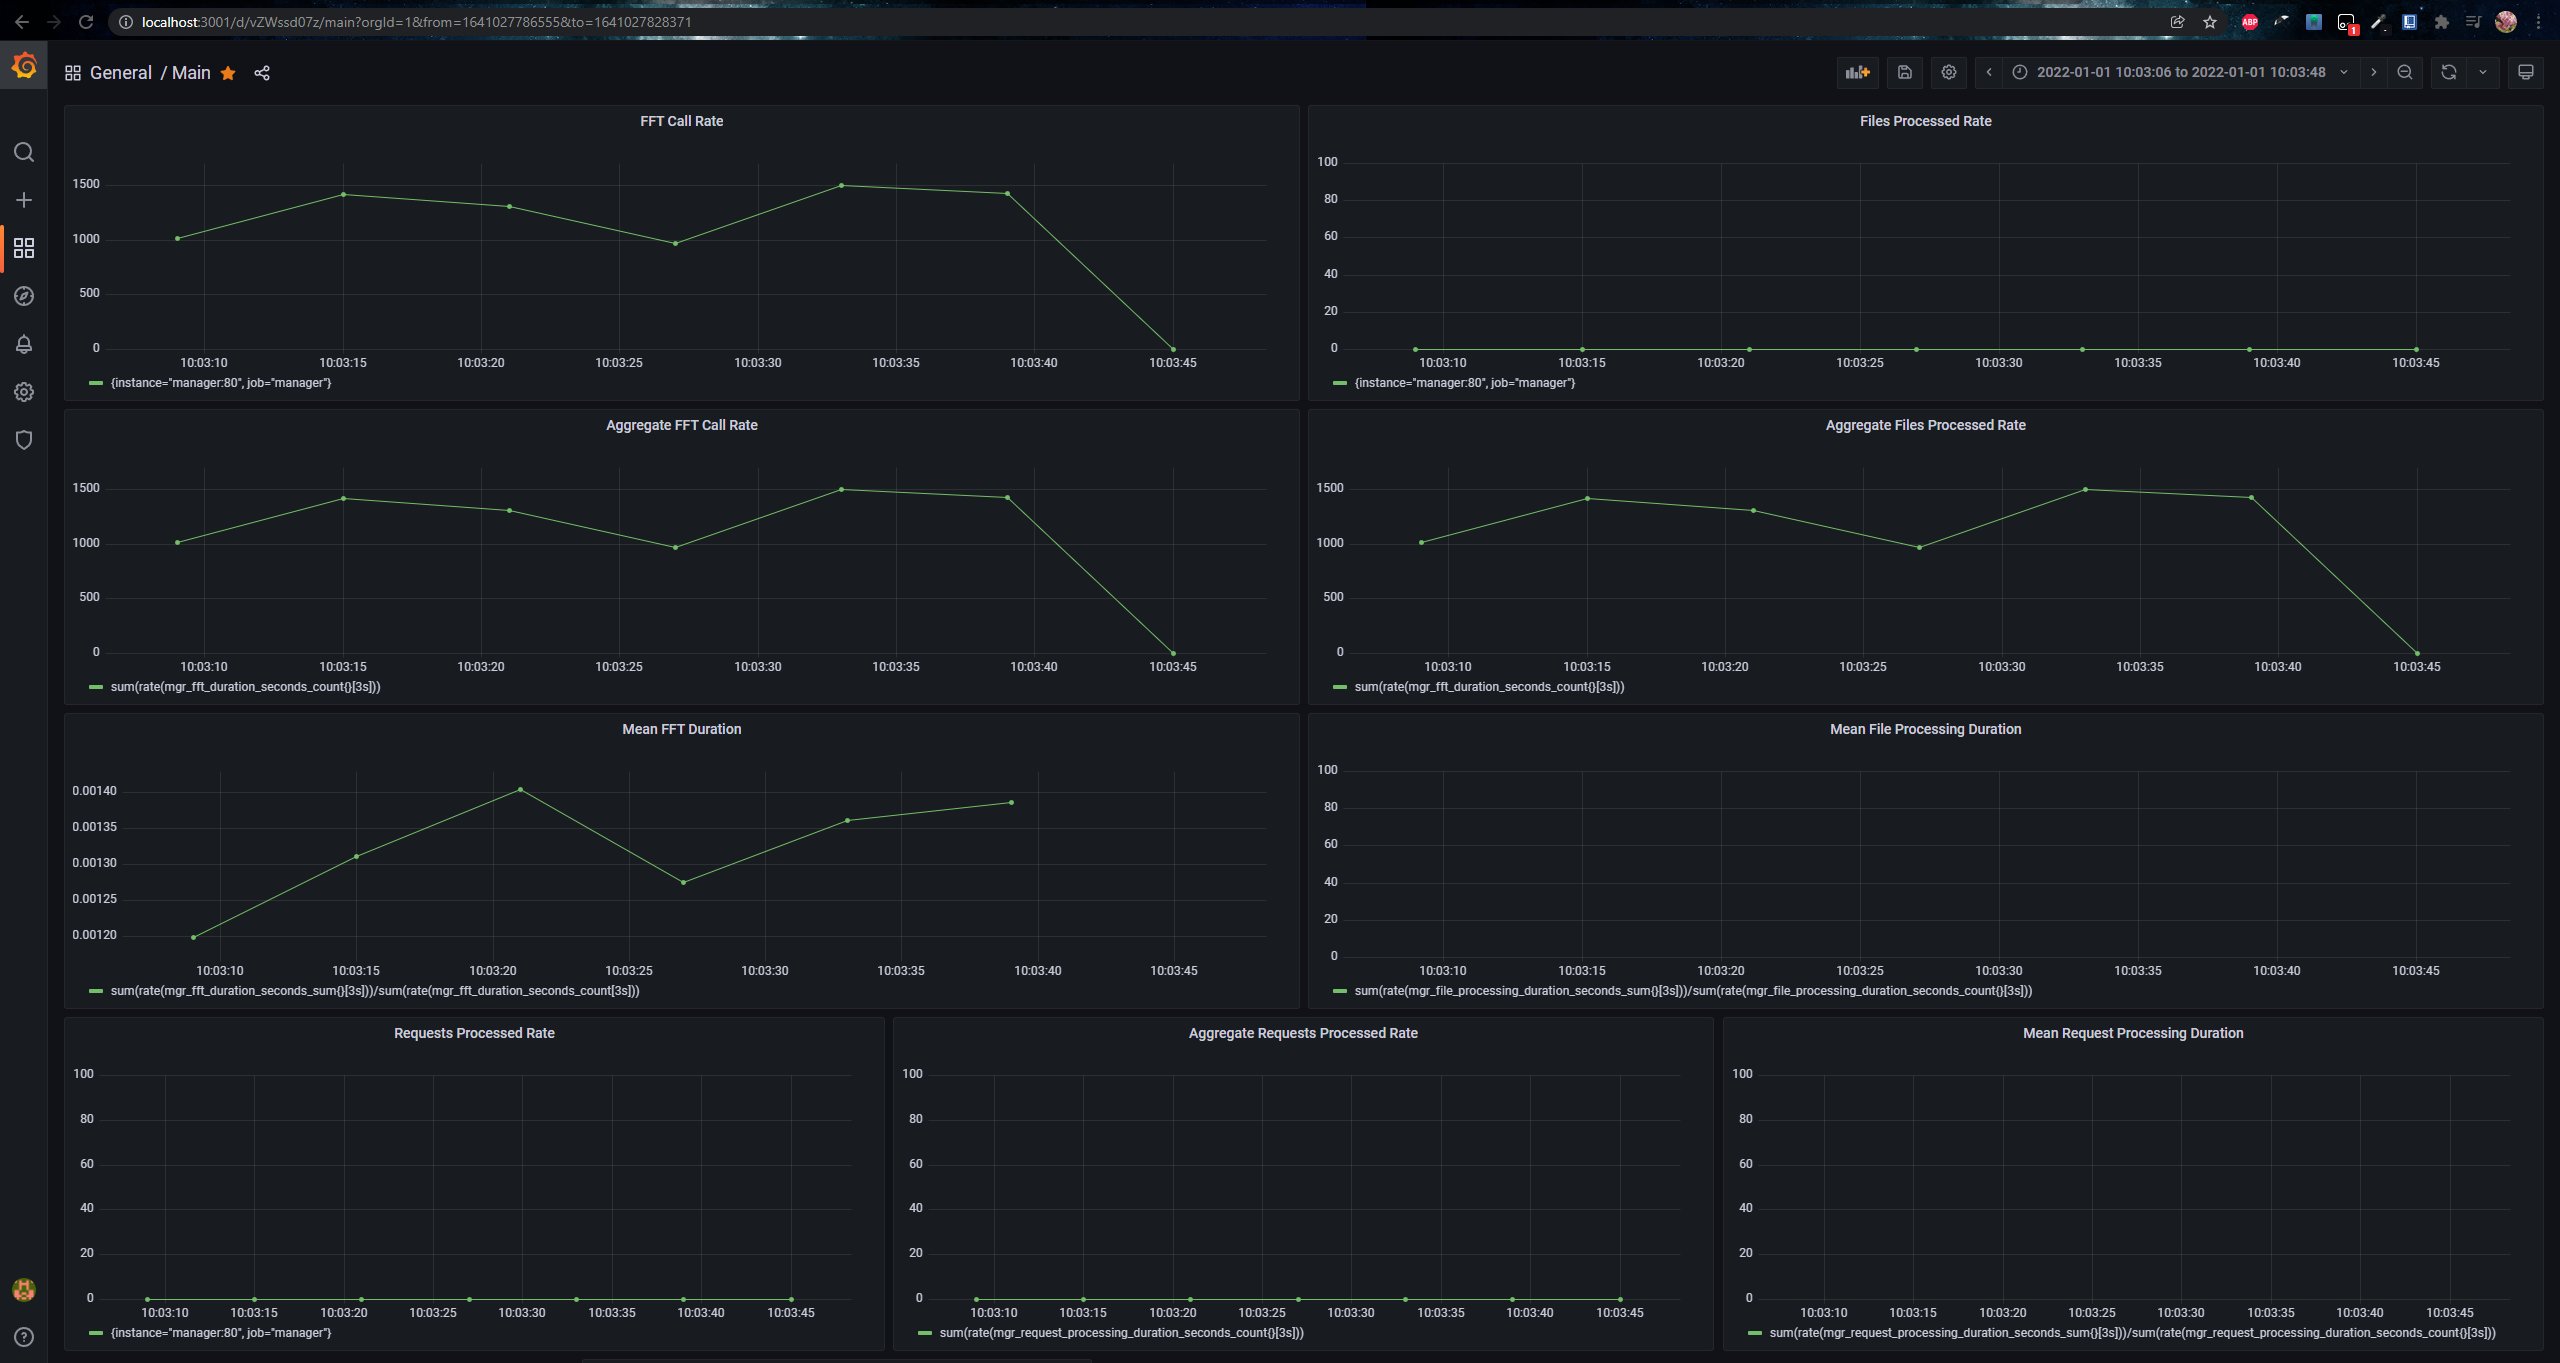 localhost:3001/d/vZWssd07z/main?orgId=1&from=1641027786555&to=1641027828371
ABP
1
General / Main
2022-01-01 10:03:06 to 2022-01-01 10:03:48
FFT Call Rate
1500
1000
500
0
10:03:10 10:03:15 10:03:20 10:03:25 10:03:30 10:03:35 10:03:40 10:03:45
{instance="manager:80", job="manager"}
Files Processed Rate
100
80
60
40
20
0
10:03:10 10:03:15 10:03:20 10:03:25 10:03:30 10:03:35 10:03:40 10:03:45
{instance="manager:80", job="manager"}
Aggregate FFT Call Rate
1500
1000
500
0
10:03:10 10:03:15 10:03:20 10:03:25 10:03:30 10:03:35 10:03:40 10:03:45
sum(rate(mgr_fft_duration_seconds_count{}[3s]))
Aggregate Files Processed Rate
1500
1000
500
0
10:03:10 10:03:15 10:03:20 10:03:25 10:03:30 10:03:35 10:03:40 10:03:45
sum(rate(mgr_fft_duration_seconds_count{}[3s]))
Mean FFT Duration
0.00140
0.00135
0.00130
0.00125
0.00120
10:03:10 10:03:15 10:03:20 10:03:25 10:03:30 10:03:35 10:03:40 10:03:45
sum(rate(mgr_fft_duration_seconds_sum{}[3s]))/sum(rate(mgr_fft_duration_seconds_count[3s]))
Mean File Processing Duration
100
80
60
40
20
0
10:03:10 10:03:15 10:03:20 10:03:25 10:03:30 10:03:35 10:03:40 10:03:45
sum(rate(mgr_file_processing_duration_seconds_sum{}[3s]))/sum(rate(mgr_file_processing_duration_seconds_count{}[3s]))
Requests Processed Rate
100
80
60
40
20
0
10:03:10 10:03:15 10:03:20 10:03:25 10:03:30 10:03:35 10:03:40 10:03:45
{instance="manager:80", job="manager"}
Aggregate Requests Processed Rate
100
80
60
40
20
0
10:03:10 10:03:15 10:03:20 10:03:25 10:03:30 10:03:35 10:03:40 10:03:45
sum(rate(mgr_request_processing_duration_seconds_count{}[3s]))
Mean Request Processing Duration
100
80
60
40
20
0
10:03:10 10:03:15 10:03:20 10:03:25 10:03:30 10:03:35 10:03:40 10:03:45
sum(rate(mgr_request_processing_duration_seconds_sum{}[3s]))/sum(rate(mgr_request_processing_duration_seconds_count{}[3s]))